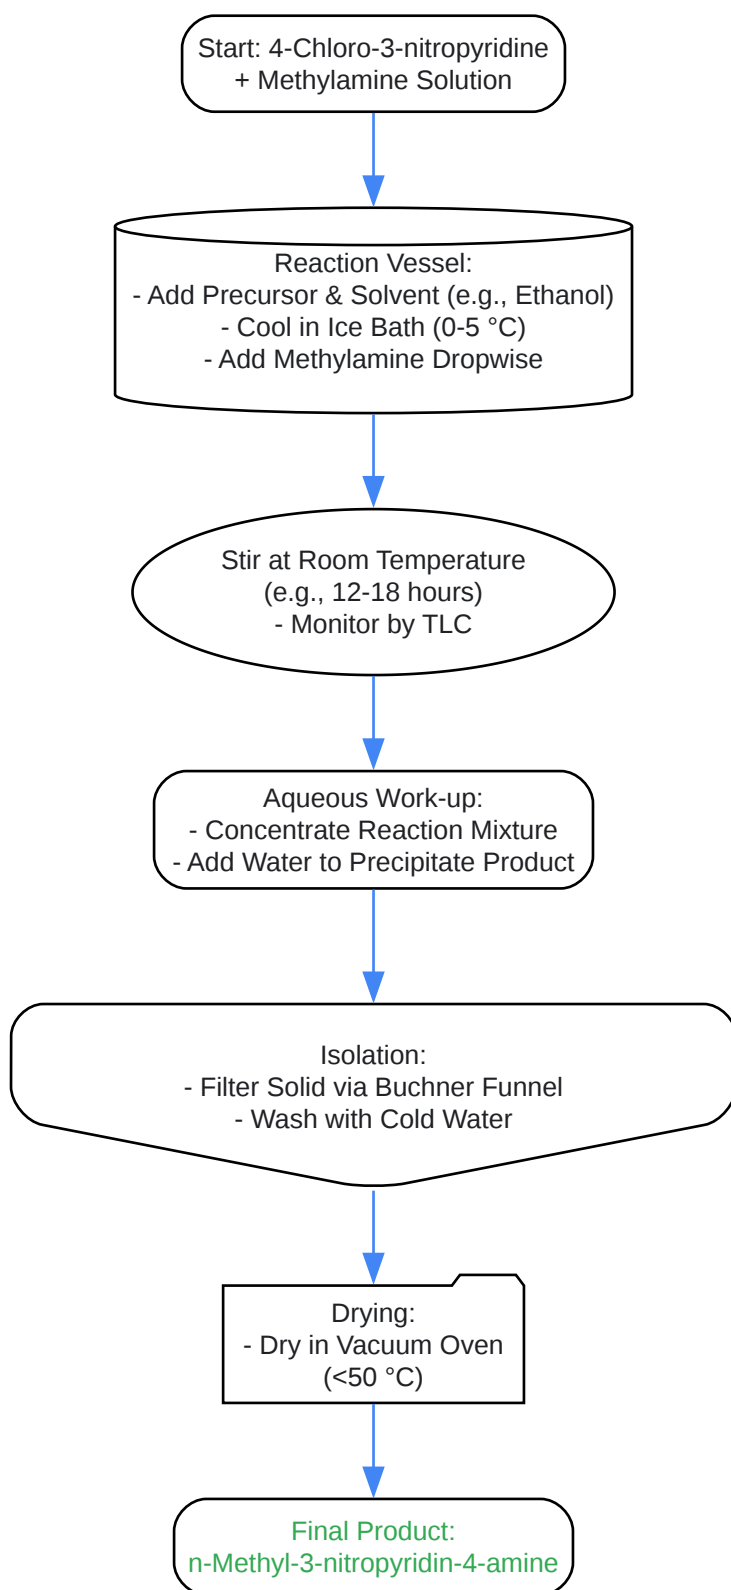 Start: 4-Chloro-3-nitropyridine
+ Methylamine Solution
Reaction Vessel:
- Add Precursor & Solvent (e.g., Ethanol)
- Cool in Ice Bath (0-5 °C)
- Add Methylamine Dropwise
Stir at Room Temperature
(e.g., 12-18 hours)
- Monitor by TLC
Aqueous Work-up:
- Concentrate Reaction Mixture
- Add Water to Precipitate Product
Isolation:
- Filter Solid via Buchner Funnel
- Wash with Cold Water
Drying:
- Dry in Vacuum Oven
(<50 °C)
Final Product:
n-Methyl-3-nitropyridin-4-amine